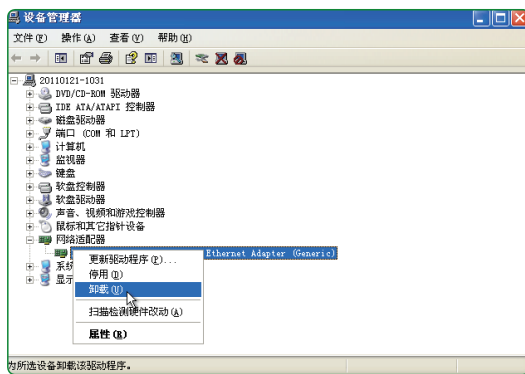 设备管理器
文件(F) 操作(A) 查看(V) 帮助(H)
20110121-1031
DVD/CD-ROM 驱动器
IDE ATA/ATAPI 控制器
磁盘驱动器
端口 (COM 和 LPT)
计算机
监视器
键盘
软盘控制器
软盘驱动器
声音、视频和游戏控制器
鼠标和其它指针设备
网络适配器
Ethernet Adapter (Generic)
系统
显示
更新驱动程序(P)...
停用(D)
卸载(U)
扫描检测硬件改动(A)
属性(R)
为所选设备卸载该驱动程序。